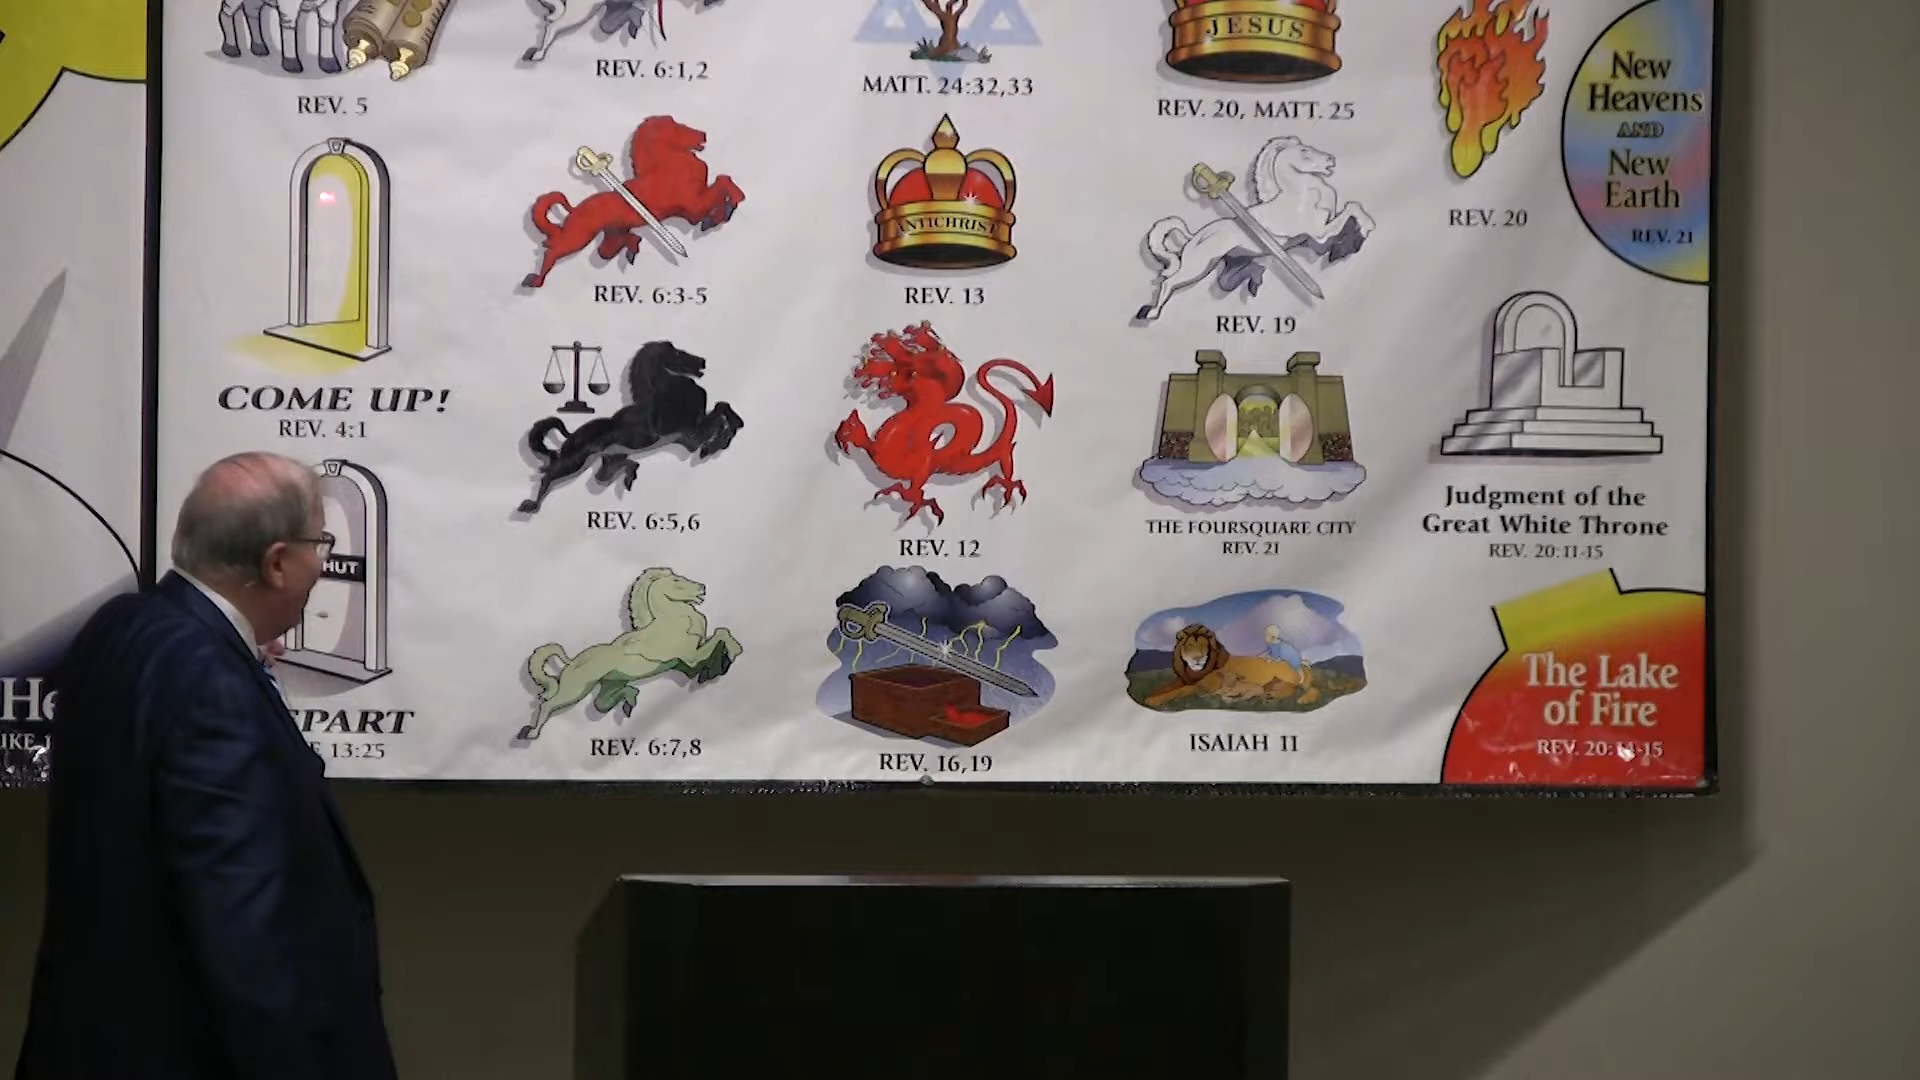 REV. 5
COME UP!
REV. 4:1
HUT
EPART
E 13:25
REV. 6:1,2
REV. 6:3-5
REV. 6:5,6
REV. 6:7,8
MATT. 24:32,33
ANTICHRIST
REV. 13
REV. 12
REV. 16,19
JESUS
REV. 20, MATT. 25
REV. 19
THE FOURSQUARE CITY
REV. 21
ISAIAH 11
REV. 20
New
Heavens
AND
New
Earth
REV. 21
Judgment of the
Great White Throne
REV. 20:11-15
The Lake
of Fire
REV. 20:14-15
He